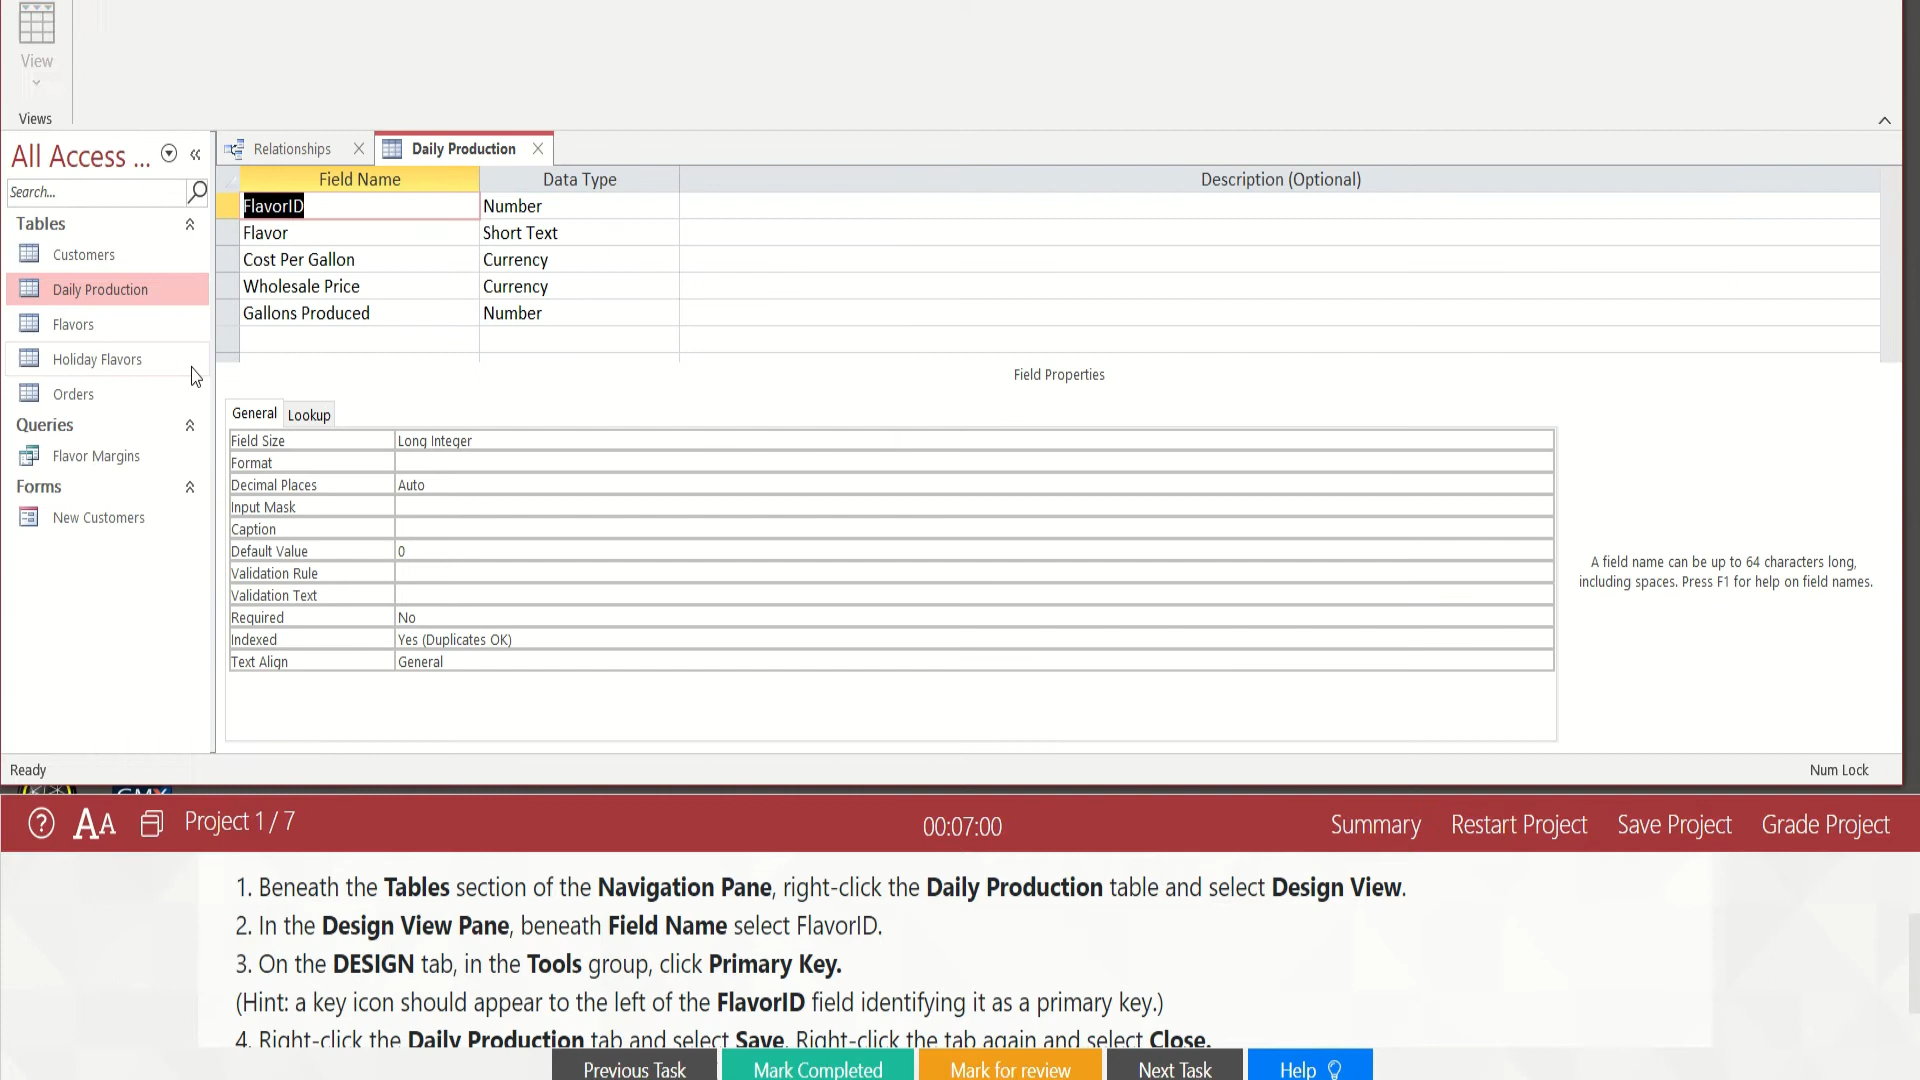 View
Views
All Access ...
Search...
Tables
Customers
Daily Production
Flavors
Holiday Flavors
Orders
Queries
Flavor Margins
Forms
New Customers
Relationships
Daily Production
Field Name Data Type Description (Optional)
FlavorID Number
Flavor Short Text
Cost Per Gallon Currency
Wholesale Price Currency
Gallons Produced Number
Field Properties
General Lookup
Field Size Long Integer
Format
Decimal Places Auto
Input Mask
Caption
Default Value 0
Validation Rule
Validation Text
Required No
Indexed Yes (Duplicates OK)
Text Align General
A field name can be up to 64 characters long,
including spaces. Press F1 for help on field names.
Ready Num Lock
Project 1 / 7 00:07:00 Summary Restart Project Save Project Grade Project
1. Beneath the Tables section of the Navigation Pane, right-click the Daily Production table and select Design View.
2. In the Design View Pane, beneath Field Name select FlavorID.
3. On the DESIGN tab, in the Tools group, click Primary Key.
(Hint: a key icon should appear to the left of the FlavorID field identifying it as a primary key.)
4. Right-click the Daily Production tab and select Save. Right-click the tab again and select Close.
Previous Task Mark Completed Mark for review Next Task Help